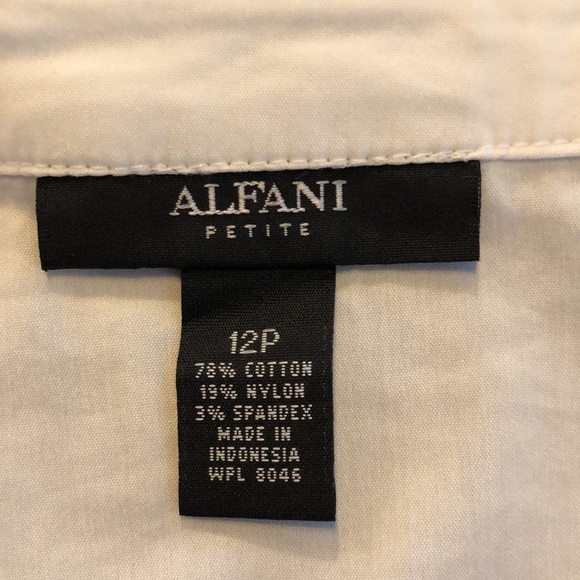 ALFANI
PETITE
12P
78% COTTON
19% NYLON
3% SPANDEX
MADE IN
INDONESIA
WPL 8046